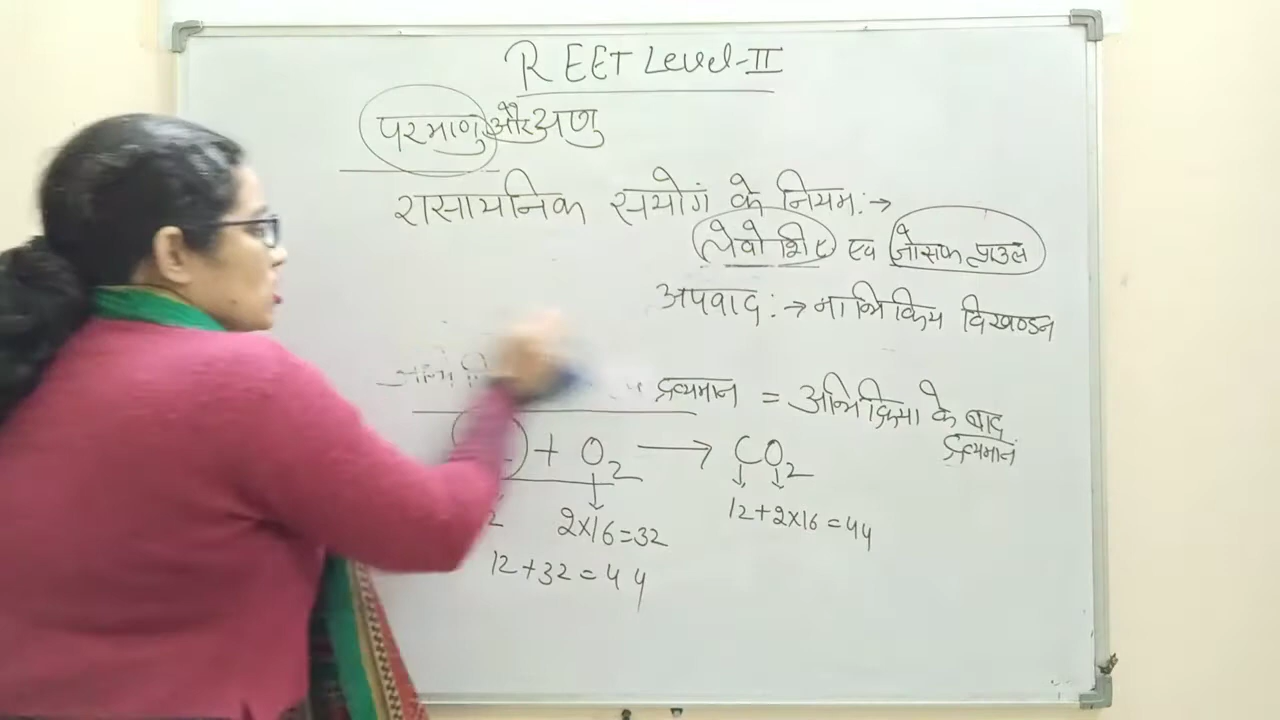 REET Level-II
परमाणु और अणु
रासायनिक सयोगं के नियम:→
लेवोशिए एवं जोसफ प्राउस्ट
अपवाद:→ नाभिकिय विखण्डन
द्रव्यमान = अभिक्रिया के बाद
द्रव्यमान
+ O2 → CO2
2×16=32
12+2×16=44
12+32=44